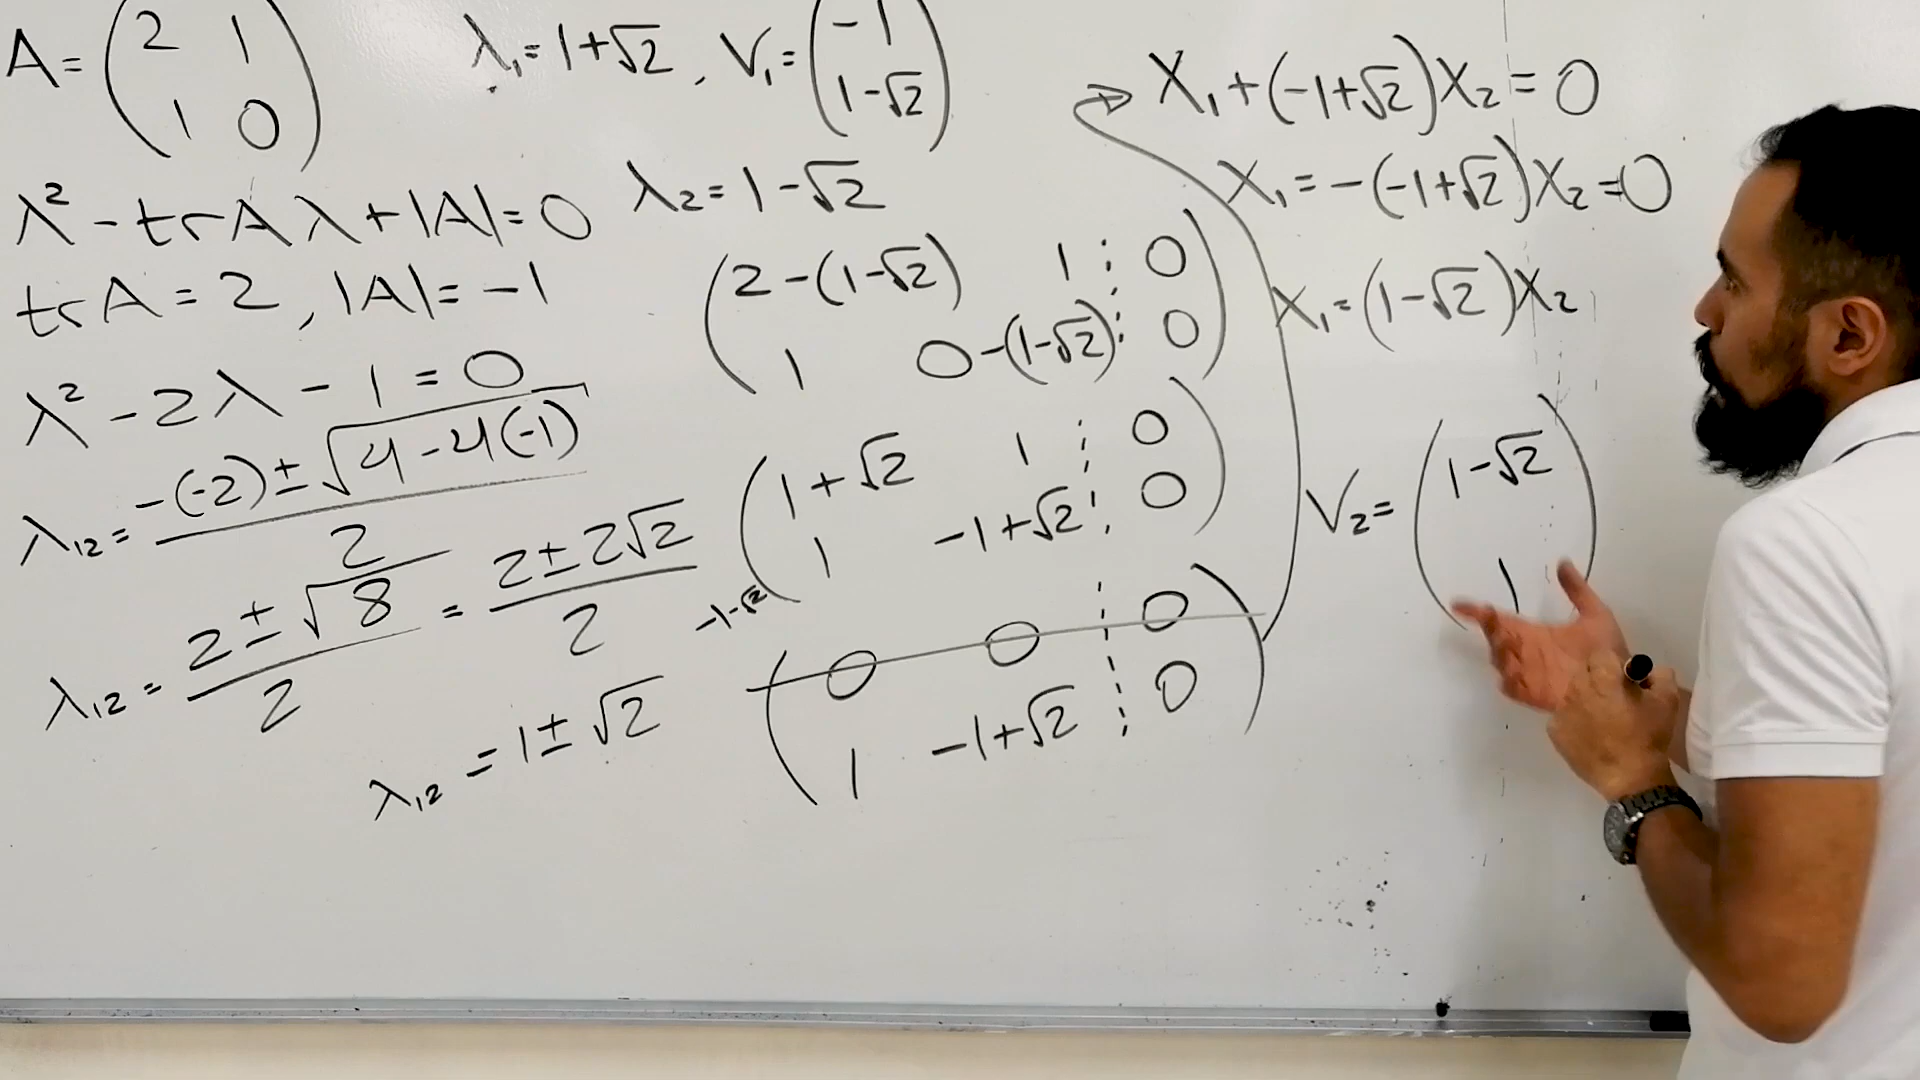 A = ( 2 1
1 0 )
λ² - trA λ + |A| = 0
trA = 2 , |A| = -1
λ² - 2λ - 1 = 0
λ₁₂ = (-(-2) ± √(4 - 4(-1))) / 2
λ₁₂ = (2 ± √8) / 2 = (2 ± 2√2) / 2
λ₁₂ = 1 ± √2
λ₁ = 1+√2 , V₁ = ( -1
1-√2 )
λ₂ = 1 - √2
( 2-(1-√2) 1 ⋮ 0
1 0-(1-√2) ⋮ 0 )
( 1+√2 1 ⋮ 0
1 -1+√2 ⋮ 0 )
-1-√2
( 0 0 ⋮ 0
1 -1+√2 ⋮ 0 )
→ X₁ + (-1+√2)X₂ = 0
X₁ = -(-1+√2)X₂ = 0
X₁ = (1-√2)X₂
V₂ = ( 1-√2
1 )